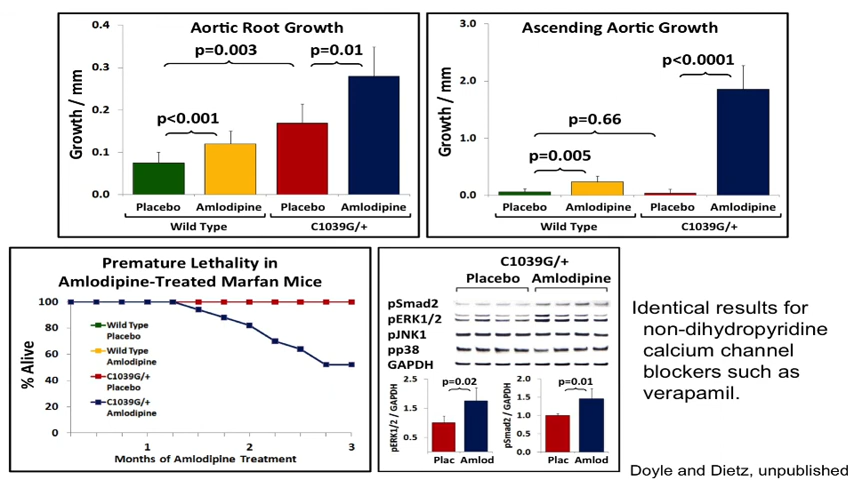 Aortic Root Growth
0.4
0.3
0.2
0.1
0.0
Growth / mm
p=0.003
p=0.01
p<0.001
Placebo Amlodipine Placebo Amlodipine
Wild Type C1039G/+
Ascending Aortic Growth
3.0
2.0
1.0
0.0
Growth / mm
p<0.0001
p=0.66
p=0.005
Placebo Amlodipine Placebo Amlodipine
Wild Type C1039G/+
Premature Lethality in
Amlodipine-Treated Marfan Mice
100
80
60
40
20
0
% Alive
Wild Type
Placebo
Wild Type
Amlodipine
C1039G/+
Placebo
C1039G/+
Amlodipine
1 2 3
Months of Amlodipine Treatment
C1039G/+
Placebo Amlodipine
pSmad2
pERK1/2
pJNK1
pp38
GAPDH
2.5
1.5
0.5
pERK1/2 / GAPDH
p=0.02
Plac Amlod
2.0
1.5
1.0
0.5
0.0
pSmad2 / GAPDH
p=0.01
Plac Amlod
Identical results for
non-dihydropyridine
calcium channel
blockers such as
verapamil.
Doyle and Dietz, unpublished